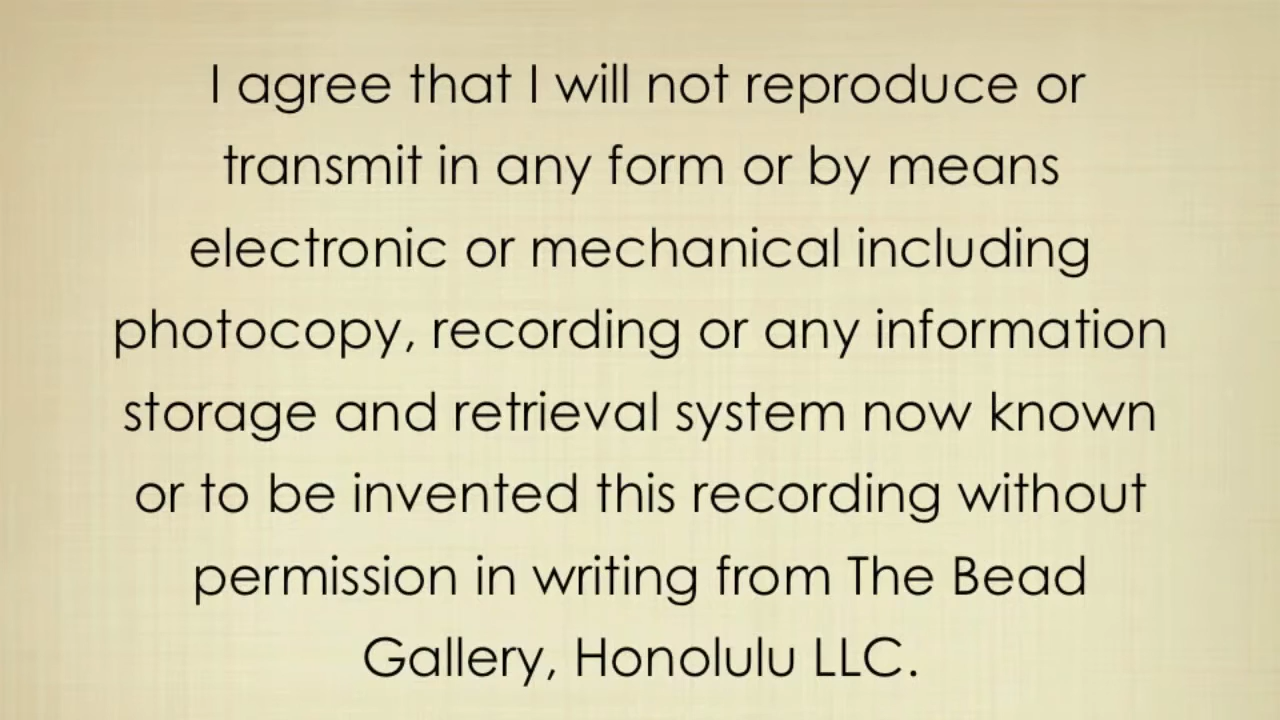 I agree that I will not reproduce or
transmit in any form or by means
electronic or mechanical including
photocopy, recording or any information
storage and retrieval system now known
or to be invented this recording without
permission in writing from The Bead
Gallery, Honolulu LLC.